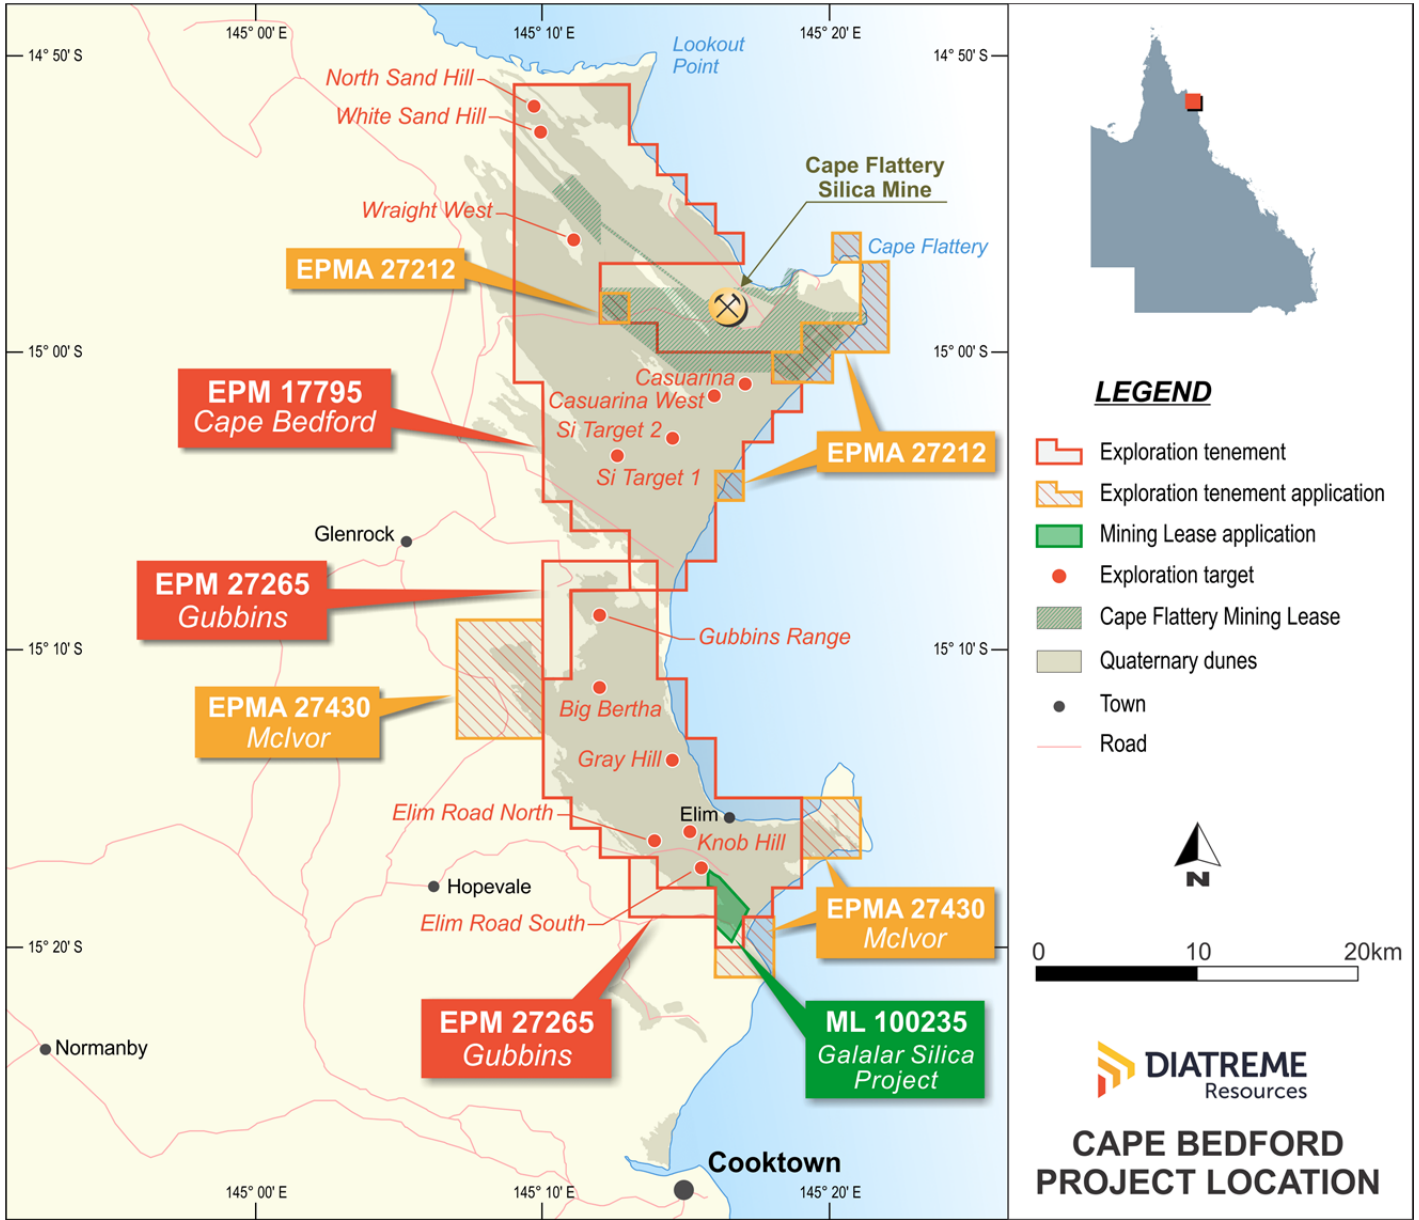 145° 00' E
145° 10' E
145° 20' E
14° 50' S
14° 50' S
Lookout
Point
North Sand Hill
White Sand Hill
Cape Flattery
Silica Mine
Wraight West
Cape Flattery
EPMA 27212
15° 00' S
15° 00' S
EPM 17795
Cape Bedford
Casuarina
Casuarina West
Si Target 2
EPMA 27212
Si Target 1
Glenrock
EPM 27265
Gubbins
Gubbins Range
15° 10' S
15° 10' S
EPMA 27430
McIvor
Big Bertha
Gray Hill
Elim Road North
Elim
Knob Hill
Hopevale
Elim Road South
EPMA 27430
McIvor
15° 20' S
EPM 27265
Gubbins
ML 100235
Galalar Silica
Project
Normanby
Cooktown
145° 00' E
145° 10' E
145° 20' E
LEGEND
Exploration tenement
Exploration tenement application
Mining Lease application
Exploration target
Cape Flattery Mining Lease
Quaternary dunes
Town
Road
N
0 10 20km
DIATREME
Resources
CAPE BEDFORD
PROJECT LOCATION